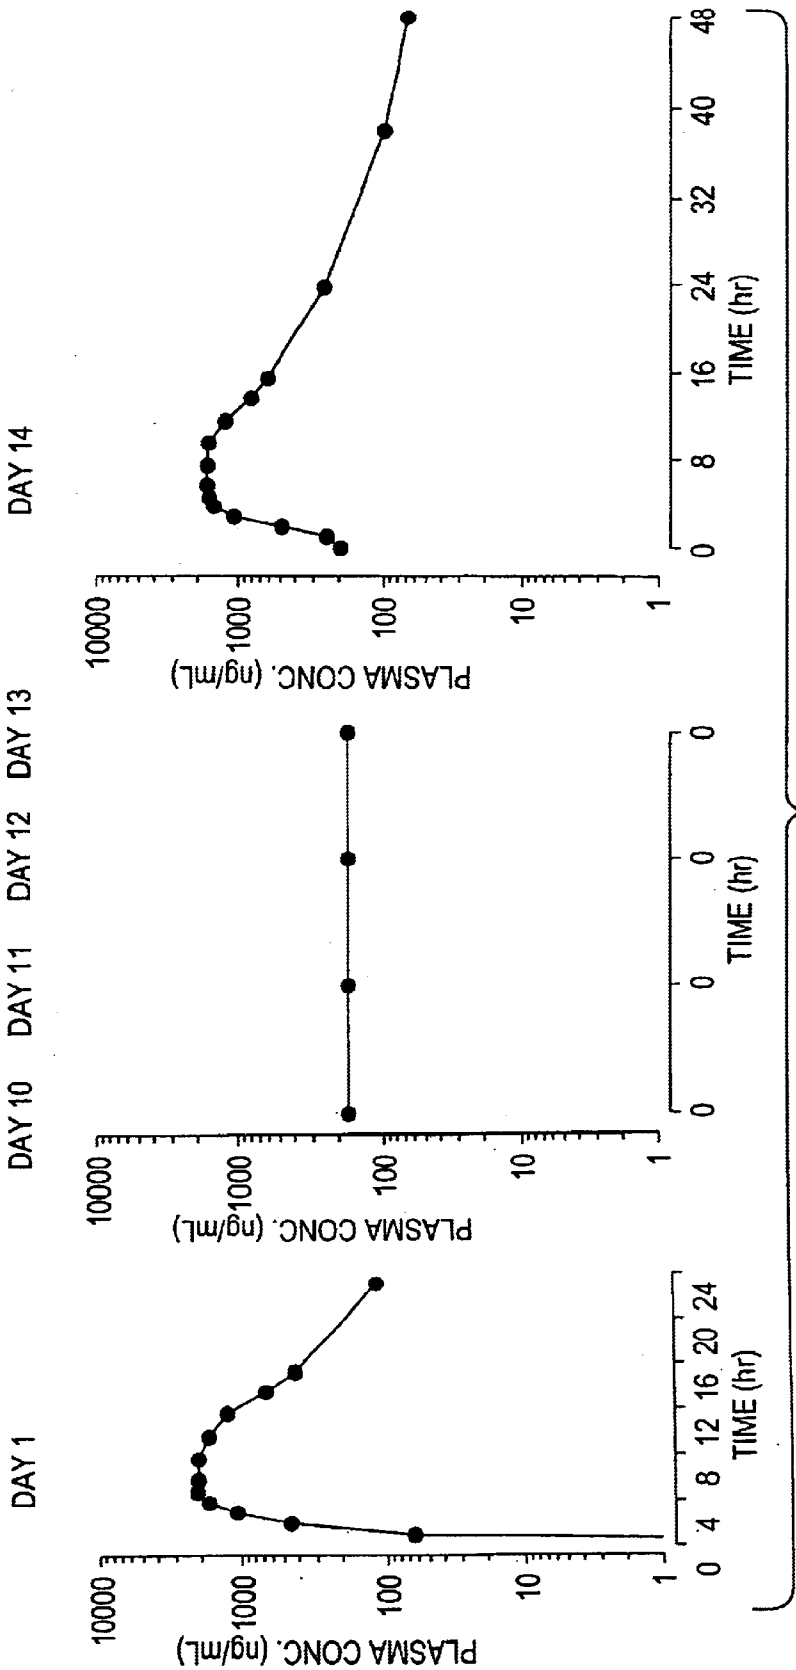 DAY 1
PLASMA CONC. (ng/mL)
10000
1000
100
10
1
0 4 8 12 16 20 24
TIME (hr)
DAY 10 DAY 11 DAY 12 DAY 13
PLASMA CONC. (ng/mL)
10000
1000
100
10
1
0 0 0 0
TIME (hr)
DAY 14
PLASMA CONC. (ng/mL)
10000
1000
100
10
1
0 8 16 24 32 40 48
TIME (hr)